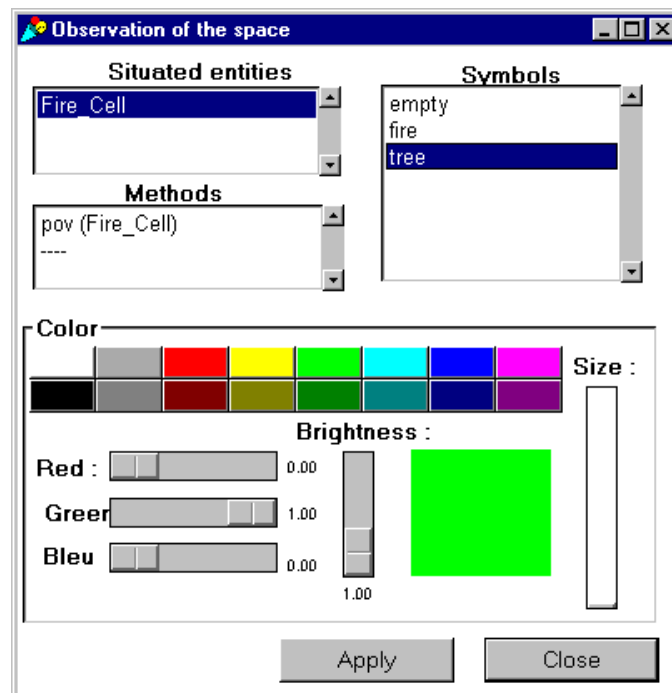 Observation of the space
Situated entities
Fire_Cell
Symbols
empty
fire
tree
Methods
pov (Fire_Cell)
----
Color
Size :
Brightness :
Red :
0.00
Greer
1.00
Bleu
0.00
1.00
Apply
Close